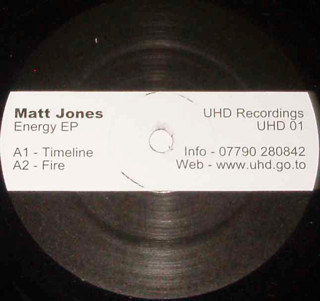 Matt Jones
Energy EP
A1 - Timeline
A2 - Fire
UHD Recordings
UHD 01
Info - 07790 280842
Web - www.uhd.go.to